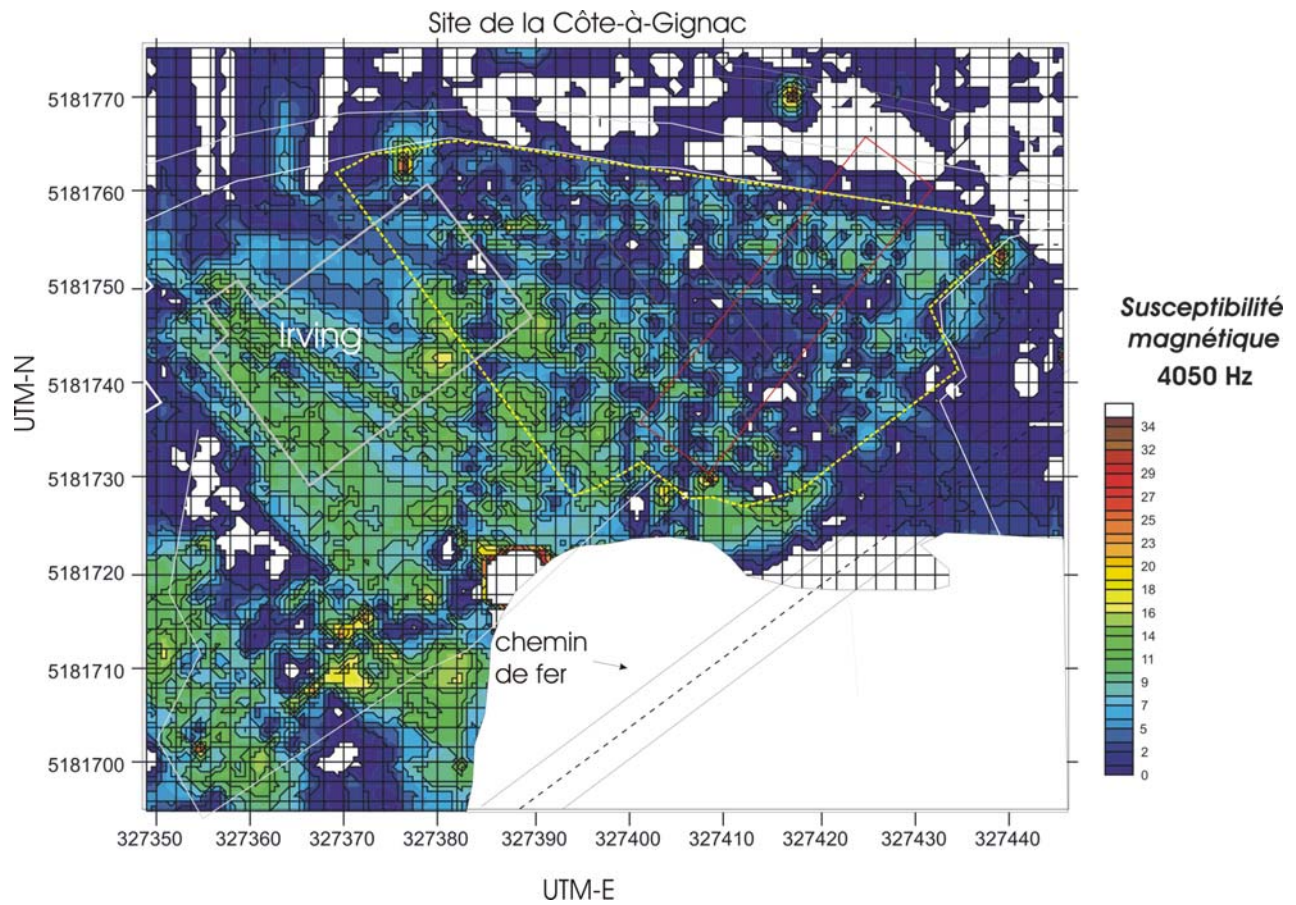 Site de la Côte-à-Gignac
5181770
5181760
5181750
5181740
5181730
5181720
5181710
5181700
UTM-N
Irving
chemin
de fer
327350 327360 327370 327380 327390 327400 327410 327420 327430 327440
UTM-E
Susceptibilité
magnétique
4050 Hz
34
32
29
27
25
23
20
18
16
14
11
9
7
5
2
0